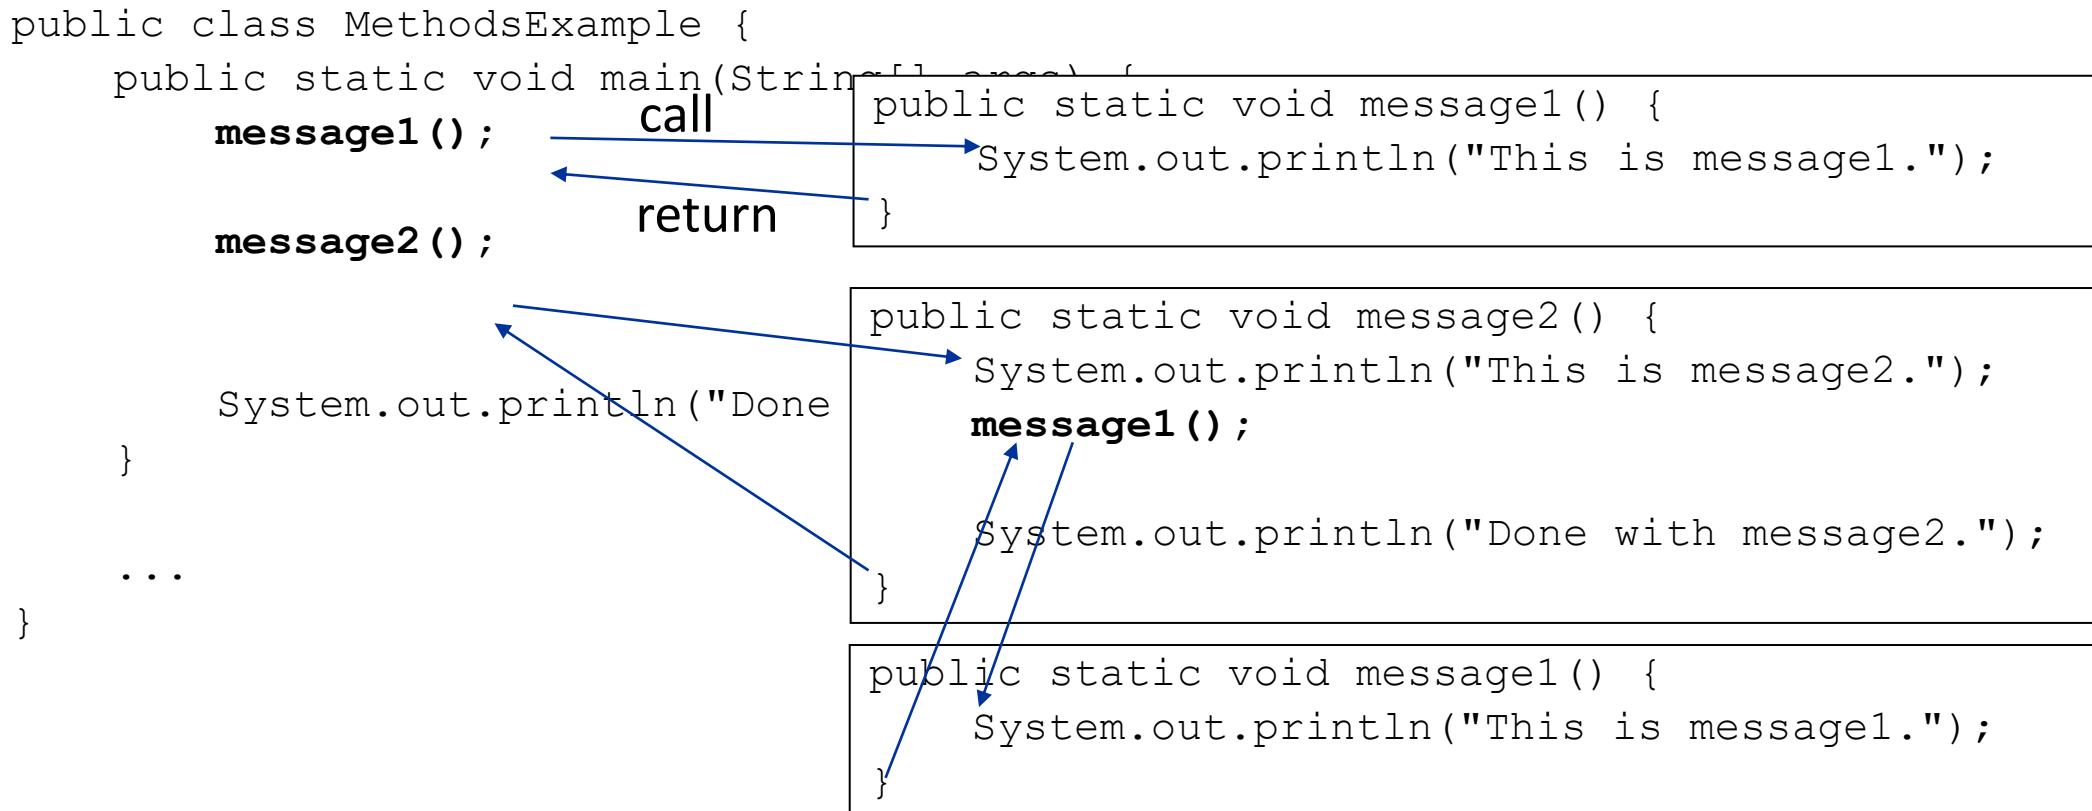 public class MethodsExample {
public static void main(String[] args) {
message1();
message2();
System.out.println("Done
}
...
}
call
return
public static void message1() {
System.out.println("This is message1.");
}
public static void message2() {
System.out.println("This is message2.");
message1();
System.out.println("Done with message2.");
}
public static void message1() {
System.out.println("This is message1.");
}